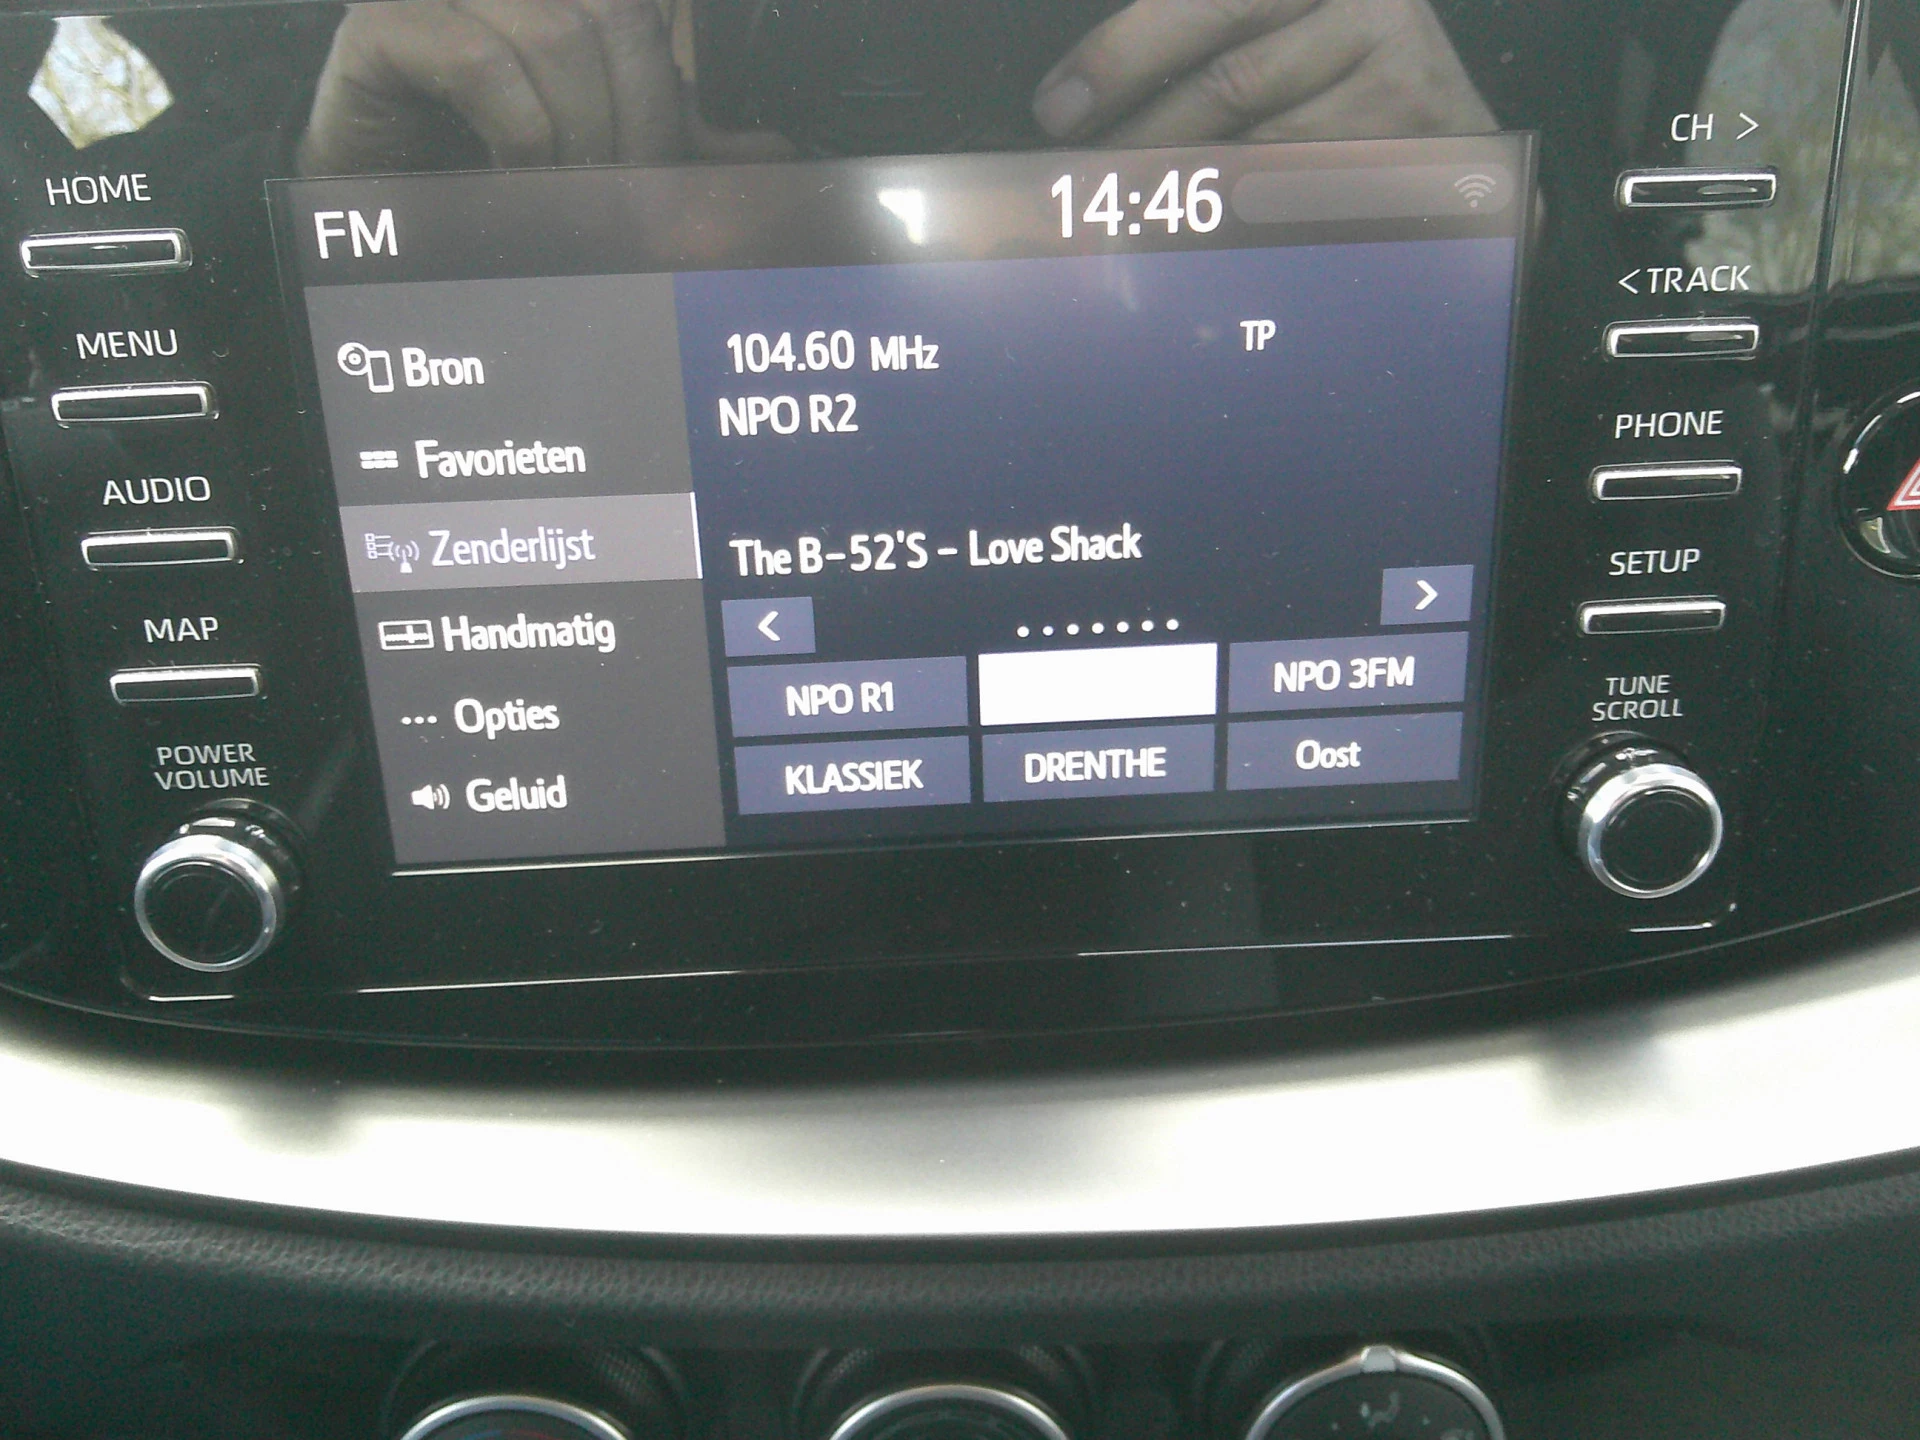 CH >
HOME
FM 14:46
< TRACK
MENU
Bron
104.60 MHz TP
NPO R2
PHONE
Favorieten
AUDIO
Zenderlijst
The B-52'S - Love Shack
SETUP
MAP
Handmatig
< >
NPO R1 NPO 3FM
TUNE
SCROLL
Opties
POWER
VOLUME
KLASSIEK DRENTHE Oost
Geluid